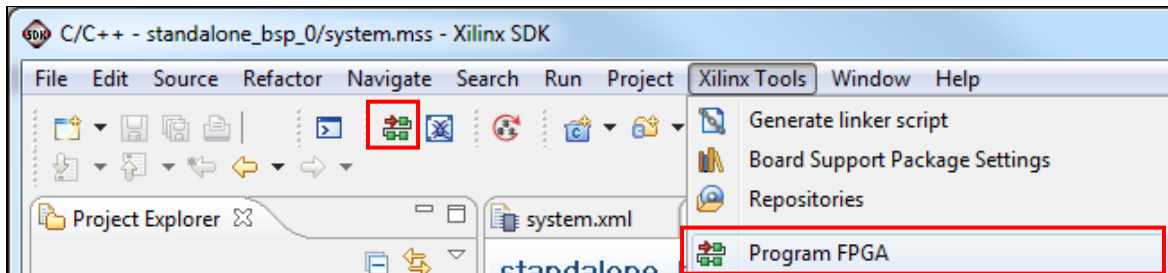 C/C++ - standalone_bsp_0/system.mss - Xilinx SDK
File Edit Source Refactor Navigate Search Run Project Xilinx Tools Window Help
Generate linker script
Board Support Package Settings
Repositories
Project Explorer system.xml
Program FPGA
standalone